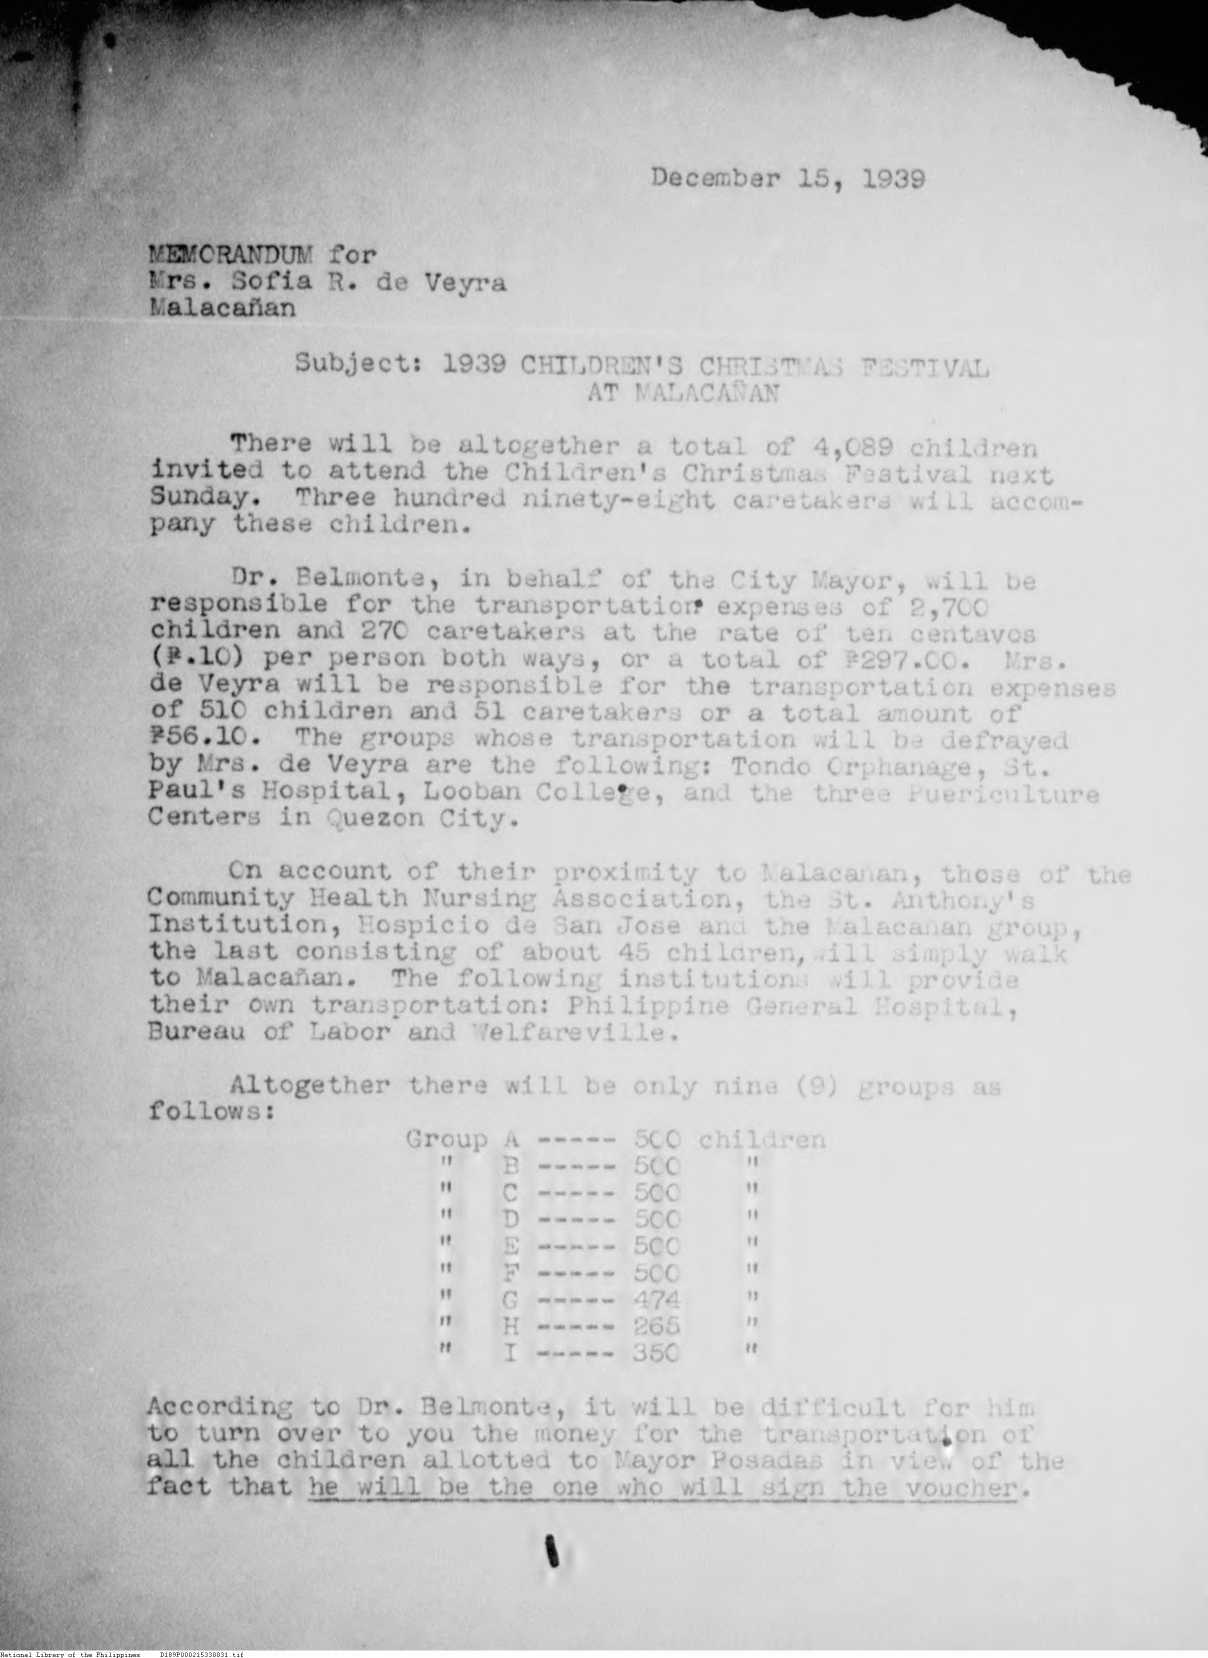 December 15, 1939
MEMORANDUM for
Mrs. Sofia R. de Veyra
Malacañan
Subject: 1939 CHILDREN'S CHRISTMAS FESTIVAL
AT MALACAÑAN
There will be altogether a total of 4,089 children
invited to attend the Children's Christmas Festival next
Sunday. Three hundred ninety-eight caretakers will accom-
pany these children.
Dr. Belmonte, in behalf of the City Mayor, will be
responsible for the transportation expenses of 2,700
children and 270 caretakers at the rate of ten centavos
(₱.10) per person both ways, or a total of ₱297.00. Mrs.
de Veyra will be responsible for the transportation expenses
of 510 children and 51 caretakers or a total amount of
₱56.10. The groups whose transportation will be defrayed
by Mrs. de Veyra are the following: Tondo Orphanage, St.
Paul's Hospital, Looban College, and the three Puericulture
Centers in Quezon City.
On account of their proximity to Malacañan, those of the
Community Health Nursing Association, the St. Anthony's
Institution, Hospicio de San Jose and the Malacañan group,
the last consisting of about 45 children, will simply walk
to Malacañan. The following institutions will provide
their own transportation: Philippine General Hospital,
Bureau of Labor and Welfareville.
Altogether there will be only nine (9) groups as
follows:
Group A ----- 500 children
" B ----- 500 "
" C ----- 500 "
" D ----- 500 "
" E ----- 500 "
" F ----- 500 "
" G ----- 474 "
" H ----- 265 "
" I ----- 350 "
According to Dr. Belmonte, it will be difficult for him
to turn over to you the money for the transportation of
all the children allotted to Mayor Posadas in view of the
fact that he will be the one who will sign the voucher.
National Library of the Philippines D189P000215330031.tif